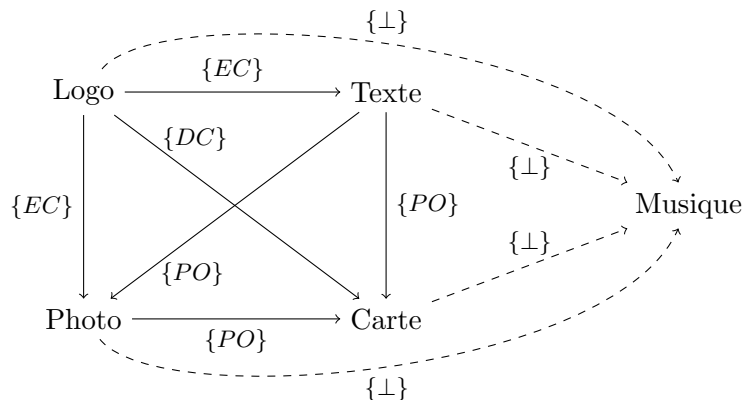 {⊥}
Logo
{EC}
Texte
{DC}
{⊥}
{EC}
{PO}
Musique
{⊥}
{PO}
Photo
{PO}
Carte
{⊥}